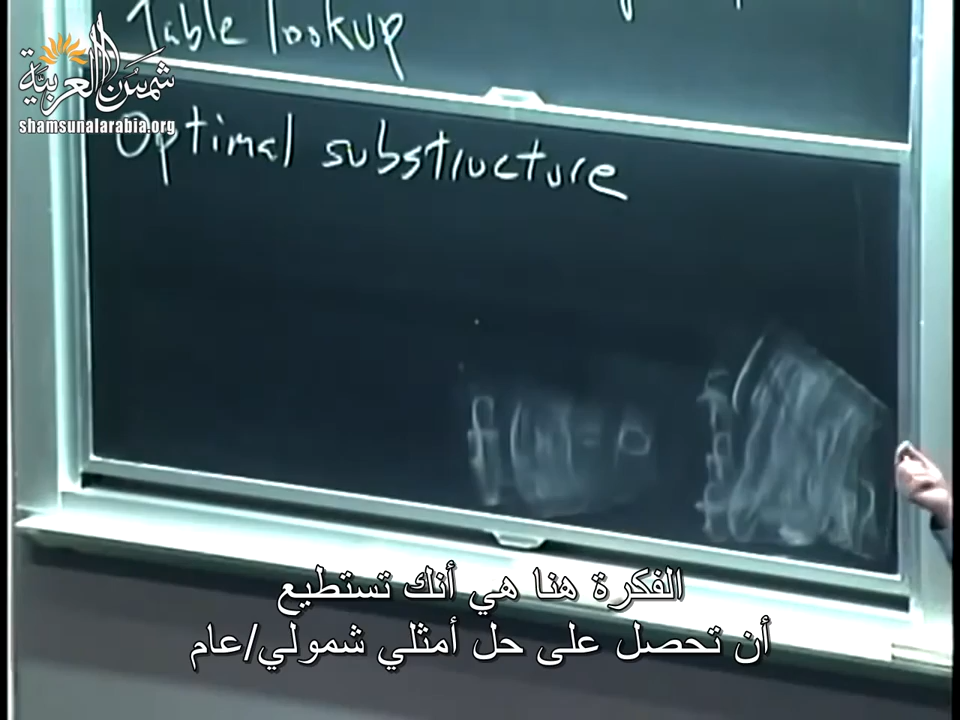 Table lookup
شمس العربية
shamsunalarabia.org
Optimal substructure
الفكرة هنا هي أنك تستطيع
أن تحصل على حل أمثلي شمولي/عام